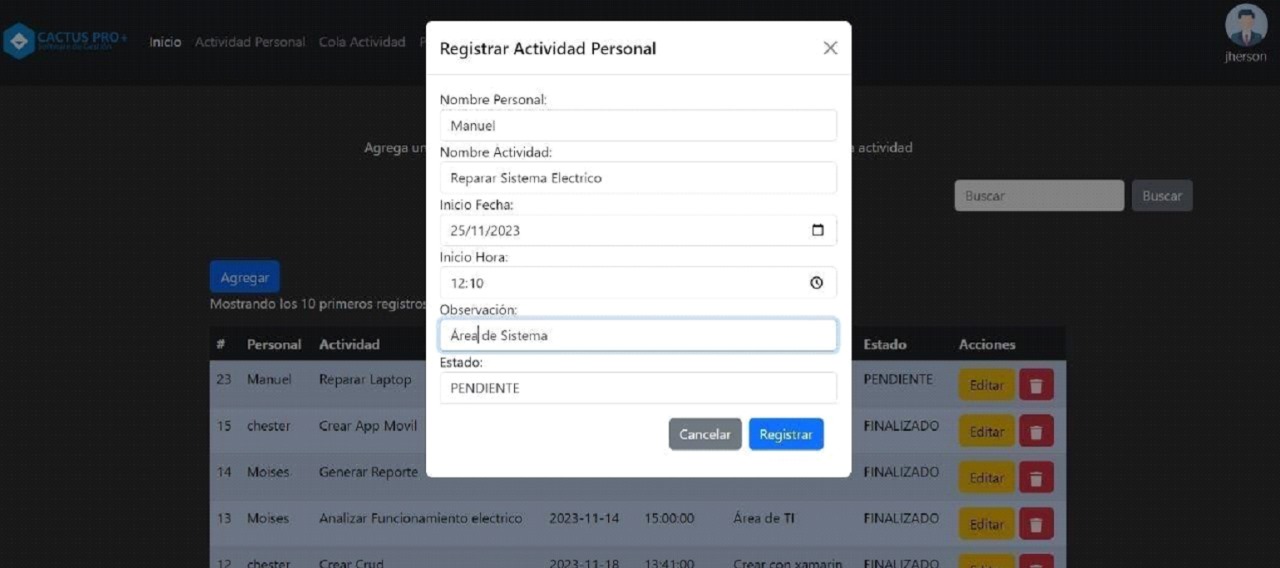 CACTUS PRO+
Software de Gestión
Inicio Actividad Personal Cola Actividad P
jherson
Registrar Actividad Personal
Nombre Personal:
Manuel
Nombre Actividad:
Reparar Sistema Electrico
Inicio Fecha:
25/11/2023
Inicio Hora:
12:10
Observación:
Área de Sistema
Estado:
PENDIENTE
Cancelar Registrar
Agrega un actividad
Buscar Buscar
Agregar
Mostrando los 10 primeros registros
# Personal Actividad Estado Acciones
23 Manuel Reparar Laptop PENDIENTE Editar
15 chester Crear App Movil FINALIZADO Editar
14 Moises Generar Reporte FINALIZADO Editar
13 Moises Analizar Funcionamiento electrico 2023-11-14 15:00:00 Área de TI FINALIZADO Editar
12 chester Crear Crud 2023-11-18 13:41:00 Crear con xamarin FINALIZADO Editar